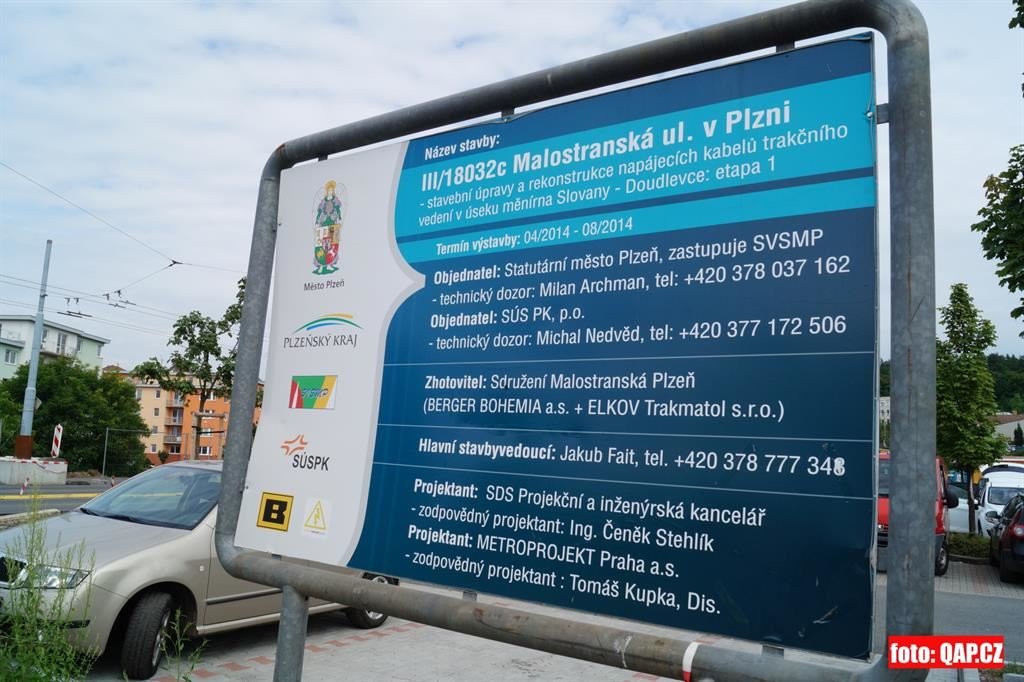 Název stavby:
III/18032c Malostranská ul. v Plzni
- stavební úpravy a rekonstrukce napájecích kabelů trakčního
vedení v úseku měnírna Slovany - Doudlevce: etapa 1
Termín výstavby: 04/2014 - 08/2014
Objednatel: Statutární město Plzeň, zastupuje SVSMP
- technický dozor: Milan Archman, tel: +420 378 037 162
Objednatel: SÚS PK, p.o.
- technický dozor: Michal Nedvěd, tel: +420 377 172 506
Zhotovitel: Sdružení Malostranská Plzeň
(BERGER BOHEMIA a.s. + ELKOV Trakmatol s.r.o.)
Hlavní stavbyvedoucí: Jakub Fait, tel. +420 378 777 348
Projektant: SDS Projekční a inženýrská kancelář
- zodpovědný projektant: Ing. Čeněk Stehlík
Projektant: METROPROJEKT Praha a.s.
- zodpovědný projektant : Tomáš Kupka, Dis.
Město Plzeň
PLZEŇSKÝ KRAJ
SVSMP
SÚSPK
B
foto: QAP.CZ